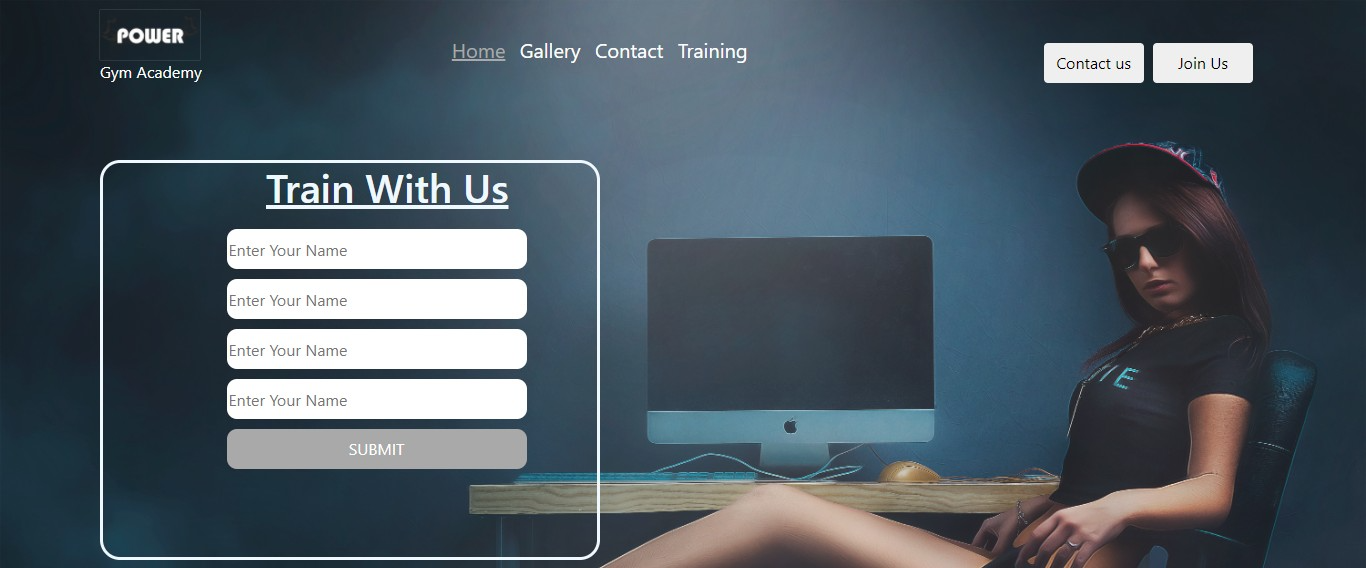 POWER
Gym Academy
Home Gallery Contact Training
Contact us Join Us
Train With Us
Enter Your Name
Enter Your Name
Enter Your Name
Enter Your Name
SUBMIT